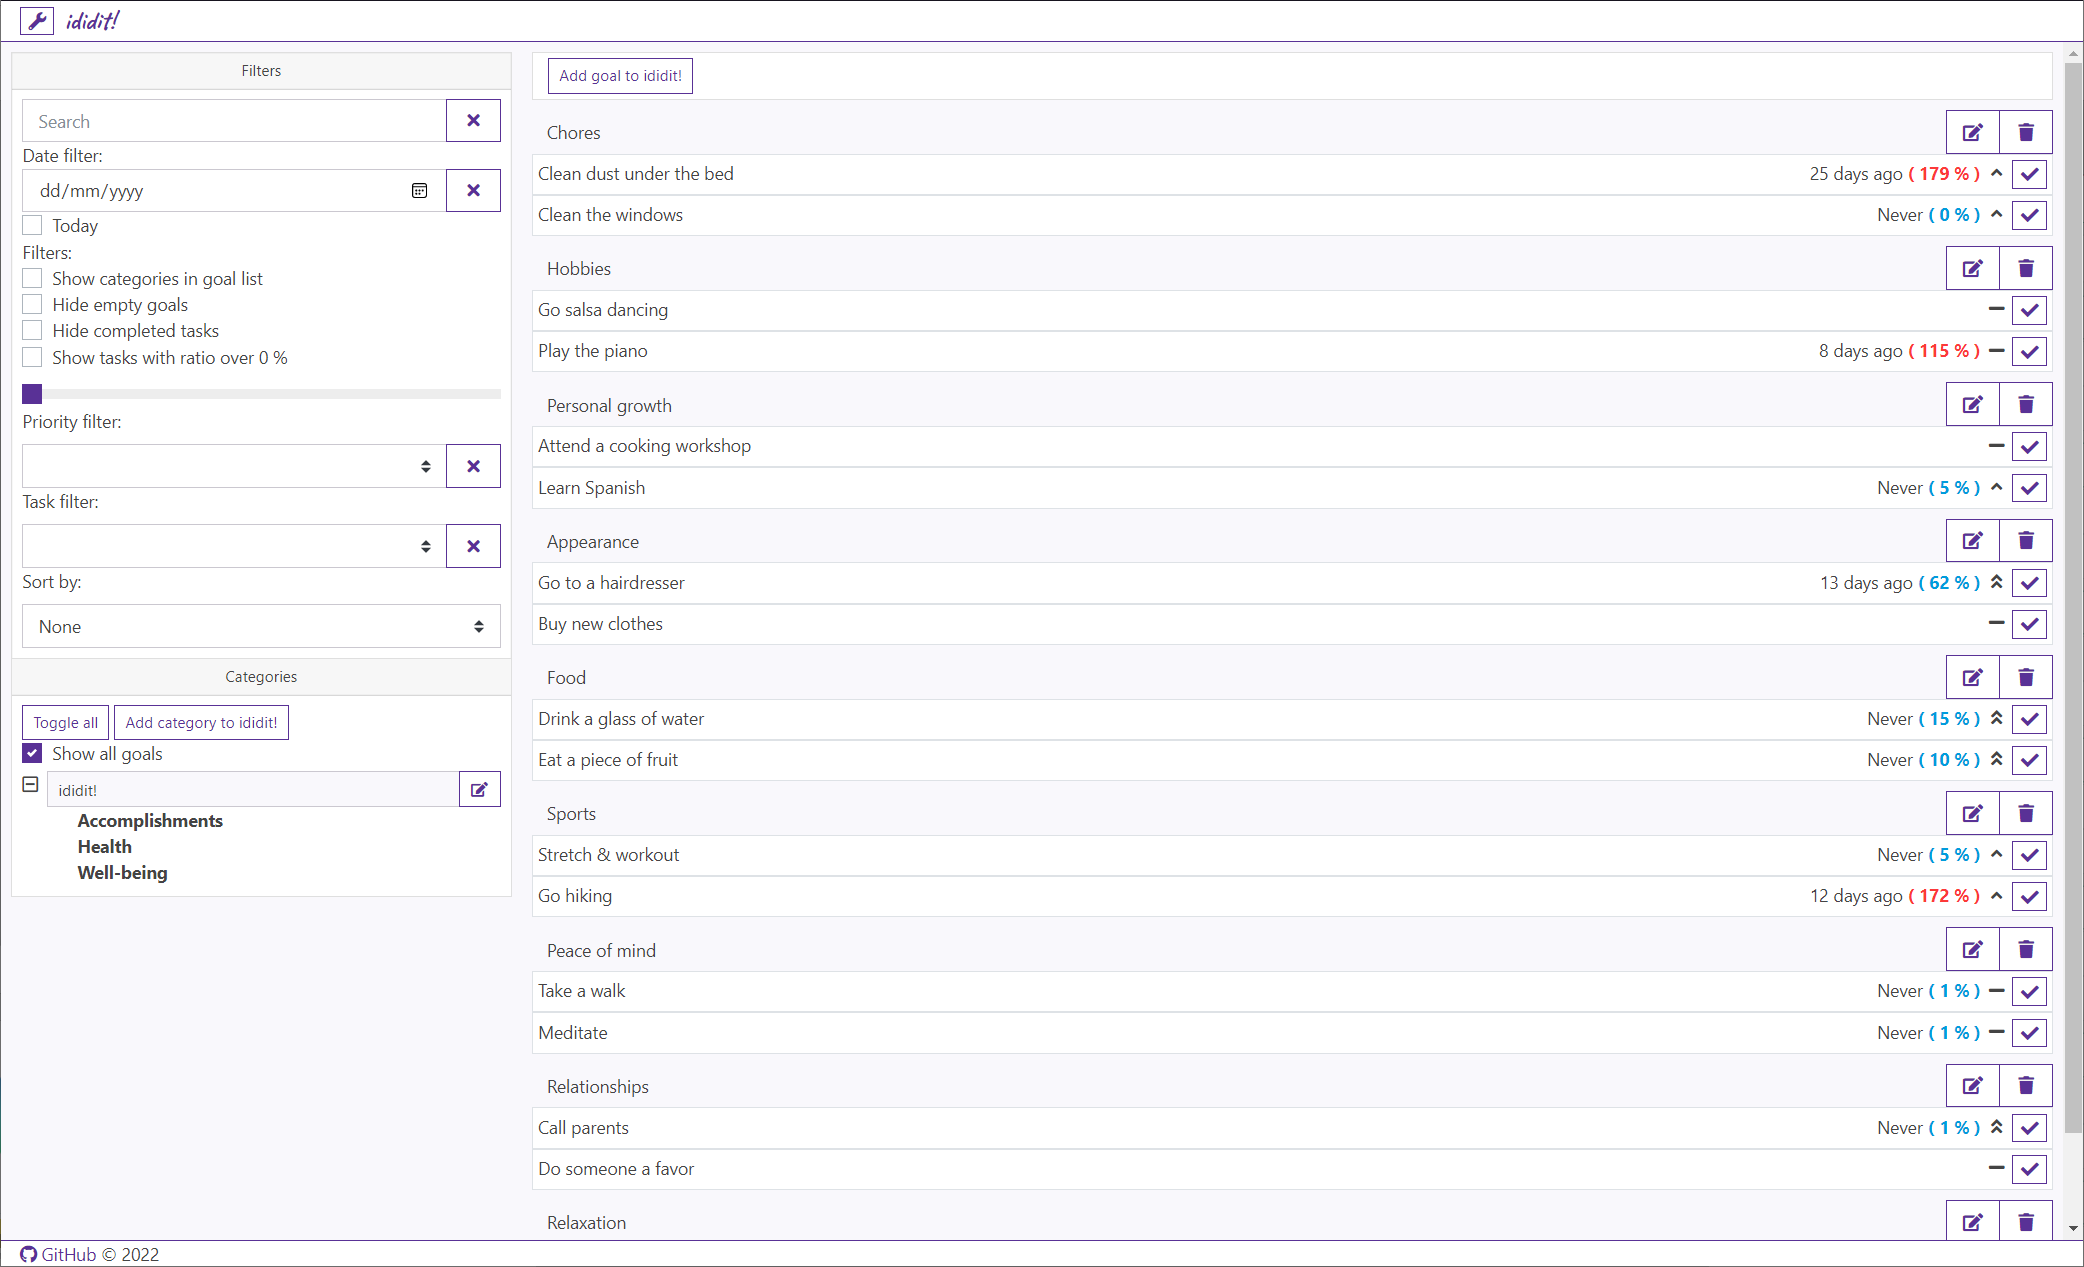 ididit!
Filters
Search
Date filter:
dd/mm/yyyy
Today
Filters:
Show categories in goal list
Hide empty goals
Hide completed tasks
Show tasks with ratio over 0 %
Priority filter:
Task filter:
Sort by:
None
Categories
Toggle all Add category to ididit!
Show all goals
ididit!
Accomplishments
Health
Well-being
Add goal to ididit!
Chores
Clean dust under the bed 25 days ago ( 179 % )
Clean the windows Never ( 0 % )
Hobbies
Go salsa dancing
Play the piano 8 days ago ( 115 % )
Personal growth
Attend a cooking workshop
Learn Spanish Never ( 5 % )
Appearance
Go to a hairdresser 13 days ago ( 62 % )
Buy new clothes
Food
Drink a glass of water Never ( 15 % )
Eat a piece of fruit Never ( 10 % )
Sports
Stretch & workout Never ( 5 % )
Go hiking 12 days ago ( 172 % )
Peace of mind
Take a walk Never ( 1 % )
Meditate Never ( 1 % )
Relationships
Call parents Never ( 1 % )
Do someone a favor
Relaxation
GitHub © 2022